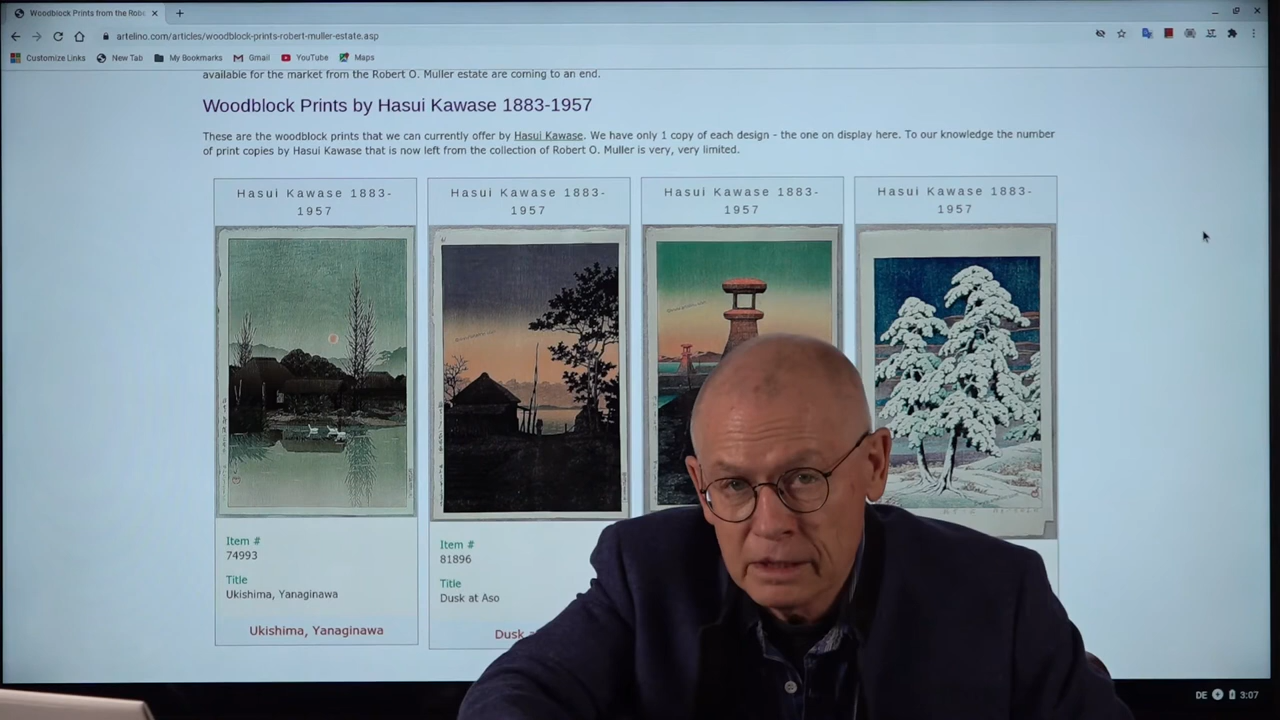 Woodblock Prints from the Robe
artelino.com/articles/woodblock-prints-robert-muller-estate.asp
Customize Links New Tab My Bookmarks Gmail YouTube Maps
available for the market from the Robert O. Muller estate are coming to an end.
Woodblock Prints by Hasui Kawase 1883-1957
These are the woodblock prints that we can currently offer by Hasui Kawase. We have only 1 copy of each design - the one on display here. To our knowledge the number
of print copies by Hasui Kawase that is now left from the collection of Robert O. Muller is very, very limited.
Hasui Kawase 1883-
1957
Hasui Kawase 1883-
1957
Hasui Kawase 1883-
1957
Hasui Kawase 1883-
1957
Item #
74993
Title
Ukishima, Yanaginawa
Ukishima, Yanaginawa
Item #
81896
Title
Dusk at Aso
Dusk
DE 3:07